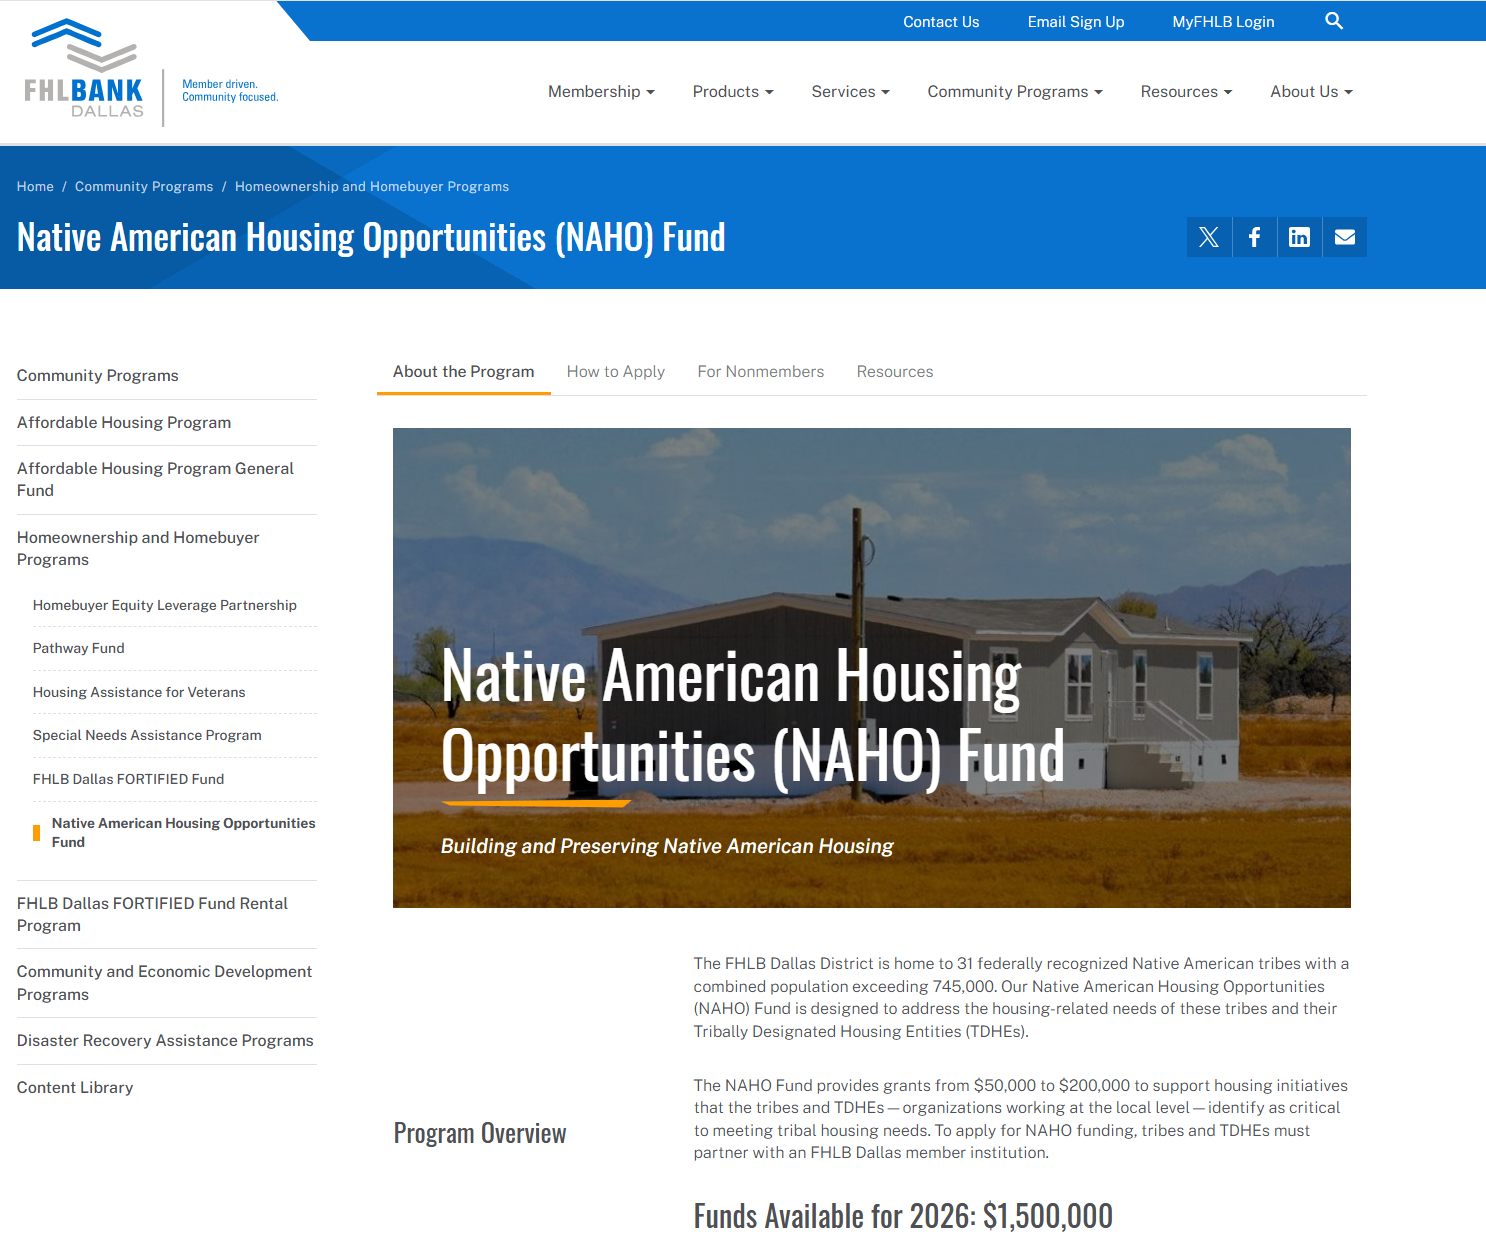 Contact Us
Email Sign Up
MyFHLB Login
FHLBANK
DALLAS
Member driven.
Community focused.
Membership
Products
Services
Community Programs
Resources
About Us
Home / Community Programs / Homeownership and Homebuyer Programs
Native American Housing Opportunities (NAHO) Fund
Community Programs
Affordable Housing Program
Affordable Housing Program General
Fund
Homeownership and Homebuyer
Programs
Homebuyer Equity Leverage Partnership
Pathway Fund
Housing Assistance for Veterans
Special Needs Assistance Program
FHLB Dallas FORTIFIED Fund
Native American Housing Opportunities
Fund
FHLB Dallas FORTIFIED Fund Rental
Program
Community and Economic Development
Programs
Disaster Recovery Assistance Programs
Content Library
About the Program
How to Apply
For Nonmembers
Resources
Native American Housing
Opportunities (NAHO) Fund
Building and Preserving Native American Housing
Program Overview
The FHLB Dallas District is home to 31 federally recognized Native American tribes with a
combined population exceeding 745,000. Our Native American Housing Opportunities
(NAHO) Fund is designed to address the housing-related needs of these tribes and their
Tribally Designated Housing Entities (TDHEs).
The NAHO Fund provides grants from $50,000 to $200,000 to support housing initiatives
that the tribes and TDHEs—organizations working at the local level—identify as critical
to meeting tribal housing needs. To apply for NAHO funding, tribes and TDHEs must
partner with an FHLB Dallas member institution.
Funds Available for 2026: $1,500,000